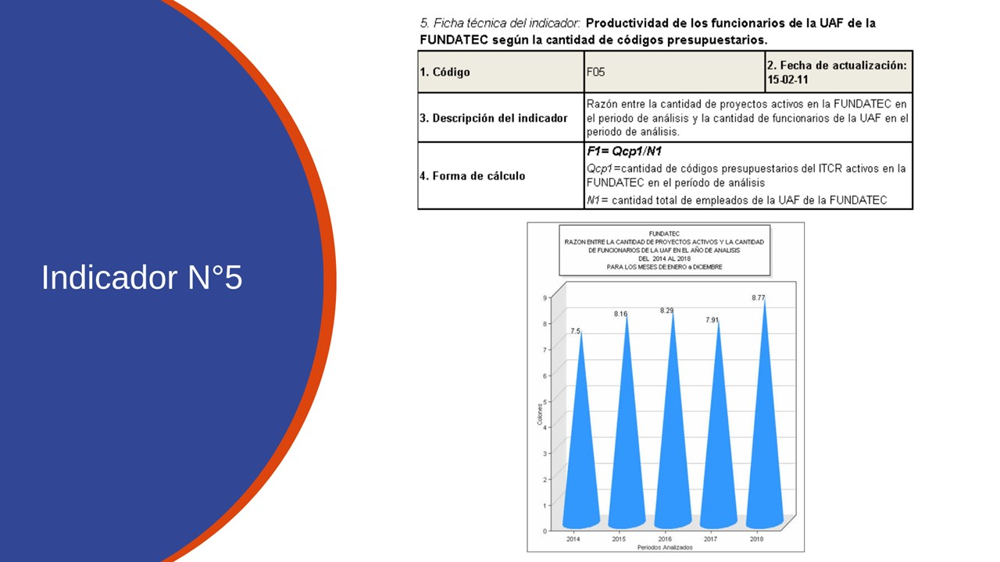 Indicador N°5
5. Ficha técnica del indicador: Productividad de los funcionarios de la UAF de la
FUNDATEC según la cantidad de códigos presupuestarios.
1. Código
F05
2. Fecha de actualización:
15-02-11
3. Descripción del indicador
Razón entre la cantidad de proyectos activos en la FUNDATEC en
el periodo de análisis y la cantidad de funcionarios de la UAF en el
periodo de análisis.
4. Forma de cálculo
F1= Qcp1/N1
Qcp1=cantidad de códigos presupuestarios del ITCR activos en la
FUNDATEC en el período de análisis
N1= cantidad total de empleados de la UAF de la FUNDATEC
FUNDATEC
RAZON ENTRE LA CANTIDAD DE PROYECTOS ACTIVOS Y LA CANTIDAD
DE FUNCIONARIOS DE LA UAF EN EL AÑO DE ANALISIS
DEL 2014 AL 2018
PARA LOS MESES DE:ENERO a DICIEMBRE
9
8
7
6
5
4
3
2
1
0
Colones
7.5
8.16
8.29
7.91
8.77
2014
2015
2016
2017
2018
Periodos Analizados